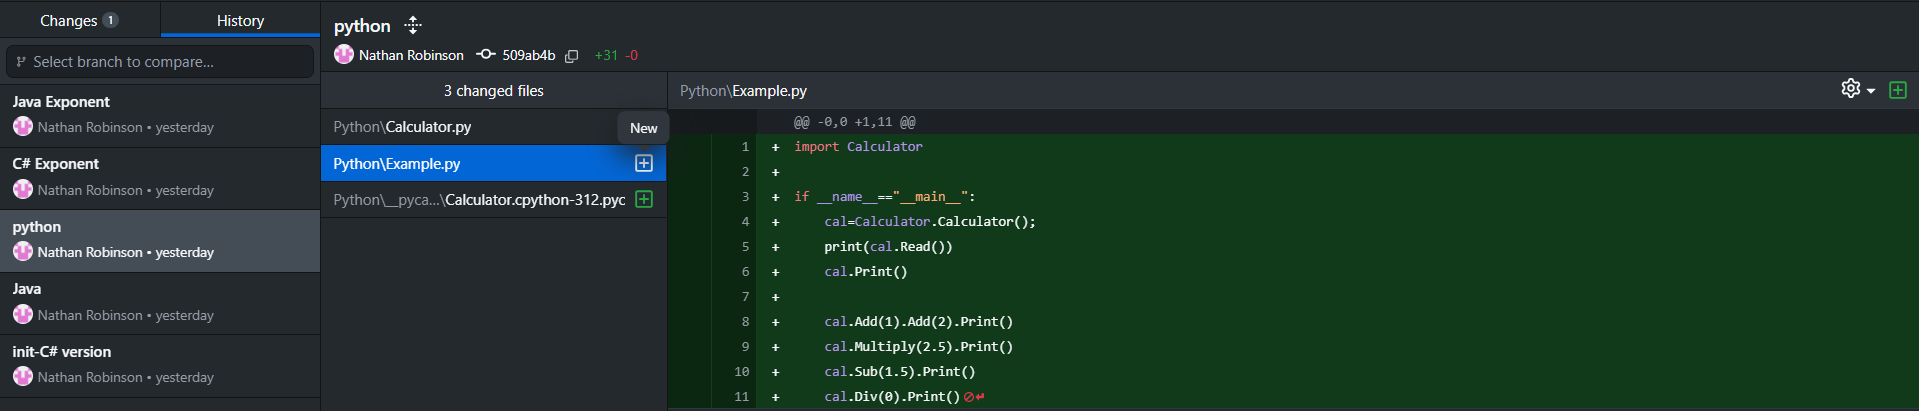 Changes 1
History
Select branch to compare...
Java Exponent
Nathan Robinson • yesterday
C# Exponent
Nathan Robinson • yesterday
python
Nathan Robinson • yesterday
Java
Nathan Robinson • yesterday
init-C# version
Nathan Robinson • yesterday
python
Nathan Robinson 509ab4b +31 -0
3 changed files
Python\Calculator.py
New
Python\Example.py
Python\__pyca...\Calculator.cpython-312.pyc
Python\Example.py
@@ -0,0 +1,11 @@
1 + import Calculator
2 +
3 + if __name__=="__main__":
4 + cal=Calculator.Calculator();
5 + print(cal.Read())
6 + cal.Print()
7 +
8 + cal.Add(1).Add(2).Print()
9 + cal.Multiply(2.5).Print()
10 + cal.Sub(1.5).Print()
11 + cal.Div(0).Print()